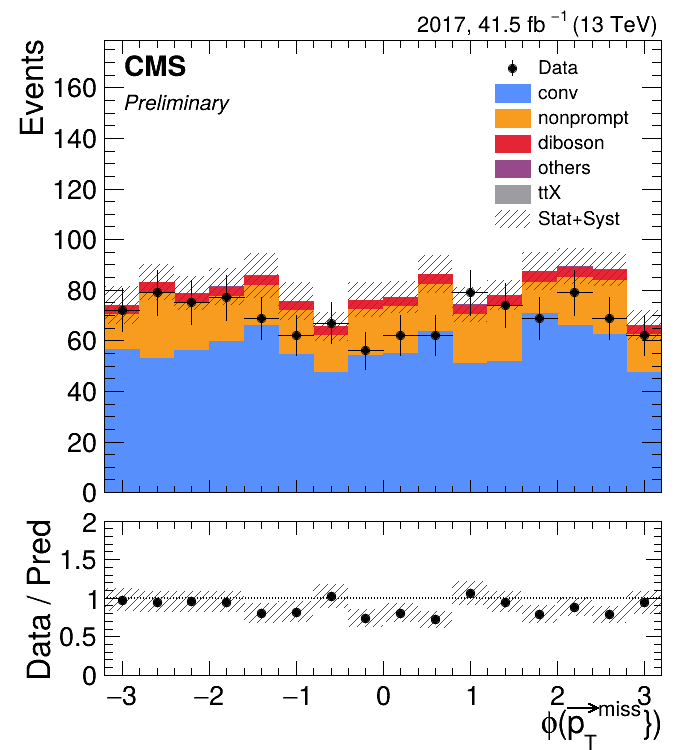 2017, 41.5 fb⁻¹ (13 TeV)
CMS
Preliminary
Data
conv
nonprompt
diboson
others
ttX
Stat+Syst
Events
160
140
120
100
80
60
40
20
0
Data / Pred
2
1.5
1
0.5
0
−3 −2 −1 0 1 2 3
ϕ(p⃗_T^miss})